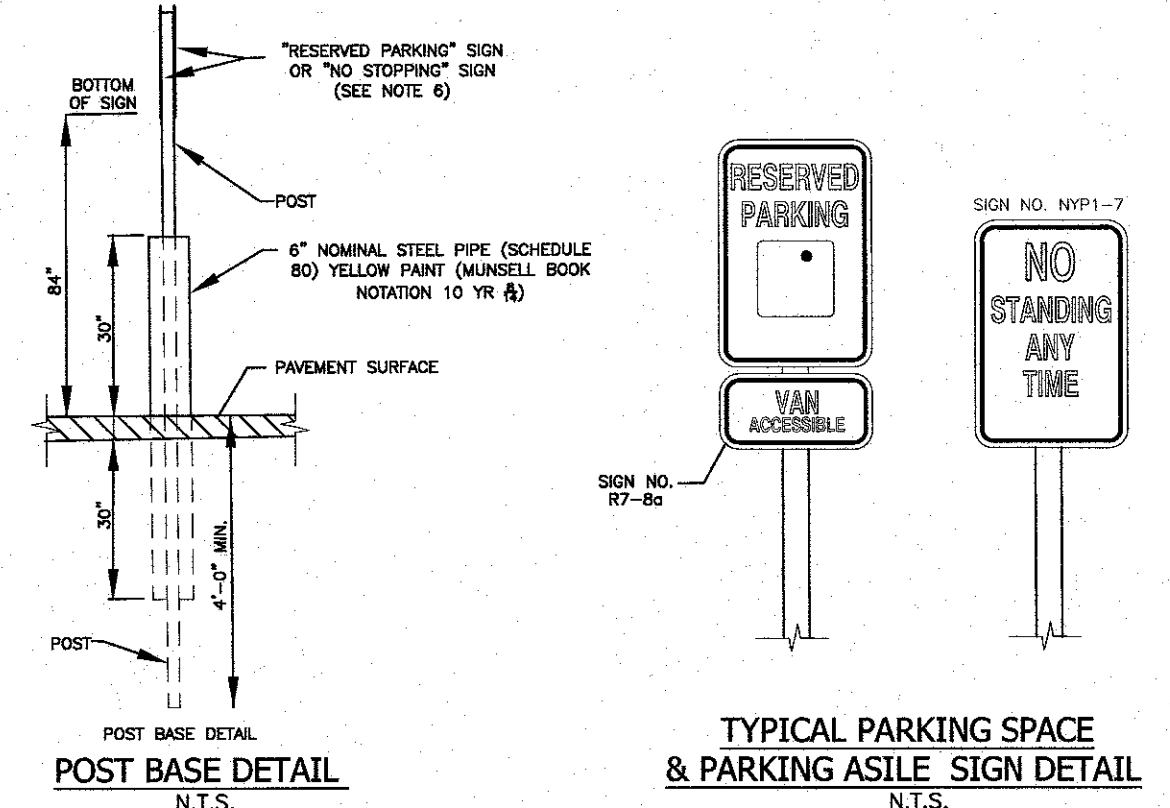 "RESERVED PARKING" SIGN
OR "NO STOPPING" SIGN
(SEE NOTE 6)
BOTTOM
OF SIGN
84"
POST
30"
6" NOMINAL STEEL PIPE (SCHEDULE
80) YELLOW PAINT (MUNSELL BOOK
NOTATION 10 YR )
PAVEMENT SURFACE
30"
4'-0" MIN.
POST
POST BASE DETAIL
POST BASE DETAIL
N.T.S.
RESERVED
PARKING
VAN
ACCESSIBLE
SIGN NO.
R7-8a
SIGN NO. NYP1-7
NO
STANDING
ANY
TIME
TYPICAL PARKING SPACE
& PARKING ASILE SIGN DETAIL
N.T.S.